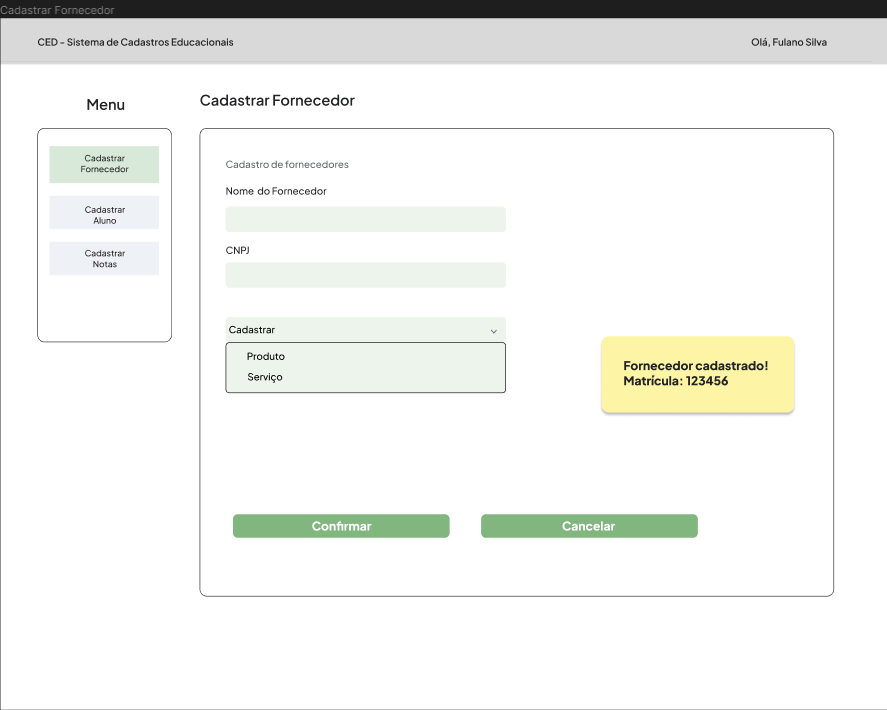 Cadastrar Fornecedor
CED - Sistema de Cadastros Educacionais
Olá, Fulano Silva
Menu
Cadastrar
Fornecedor
Cadastrar
Aluno
Cadastrar
Notas
Cadastrar Fornecedor
Cadastro de fornecedores
Nome do Fornecedor
CNPJ
Cadastrar
Produto
Serviço
Fornecedor cadastrado!
Matrícula: 123456
Confirmar
Cancelar